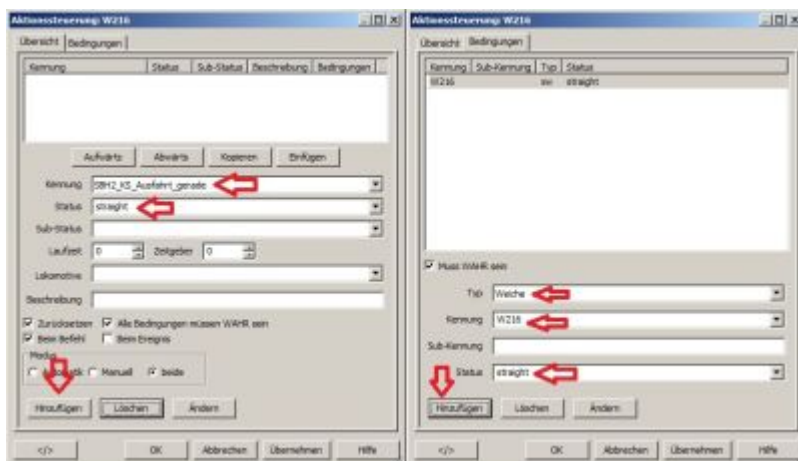 Aktionssteuerung: W216
Übersicht Bedingungen
Kennung Status Sub-Status Beschreibung Bedingungen
Aufwärts Abwärts Kopieren Einfügen
Kennung SBH2_KS_Ausfahrt_gerade
Status straight
Sub-Status
Laufzeit 0 Zeitgeber 0
Lokomotive
Beschreibung
Zurücksetzen Alle Bedingungen müssen WAHR sein
Beim Befehl Beim Ereignis
Modus
Automatik Manuell beide
Hinzufügen Löschen Ändern
</> OK Abbrechen Übernehmen Hilfe
Aktionssteuerung: W216
Übersicht Bedingungen
Kennung Sub-Kennung Typ Status
W216 sw straight
Muss WAHR sein
Typ Weiche
Kennung W216
Sub-Kennung
Status straight
Hinzufügen Löschen Ändern
</> OK Abbrechen Übernehmen Hilfe